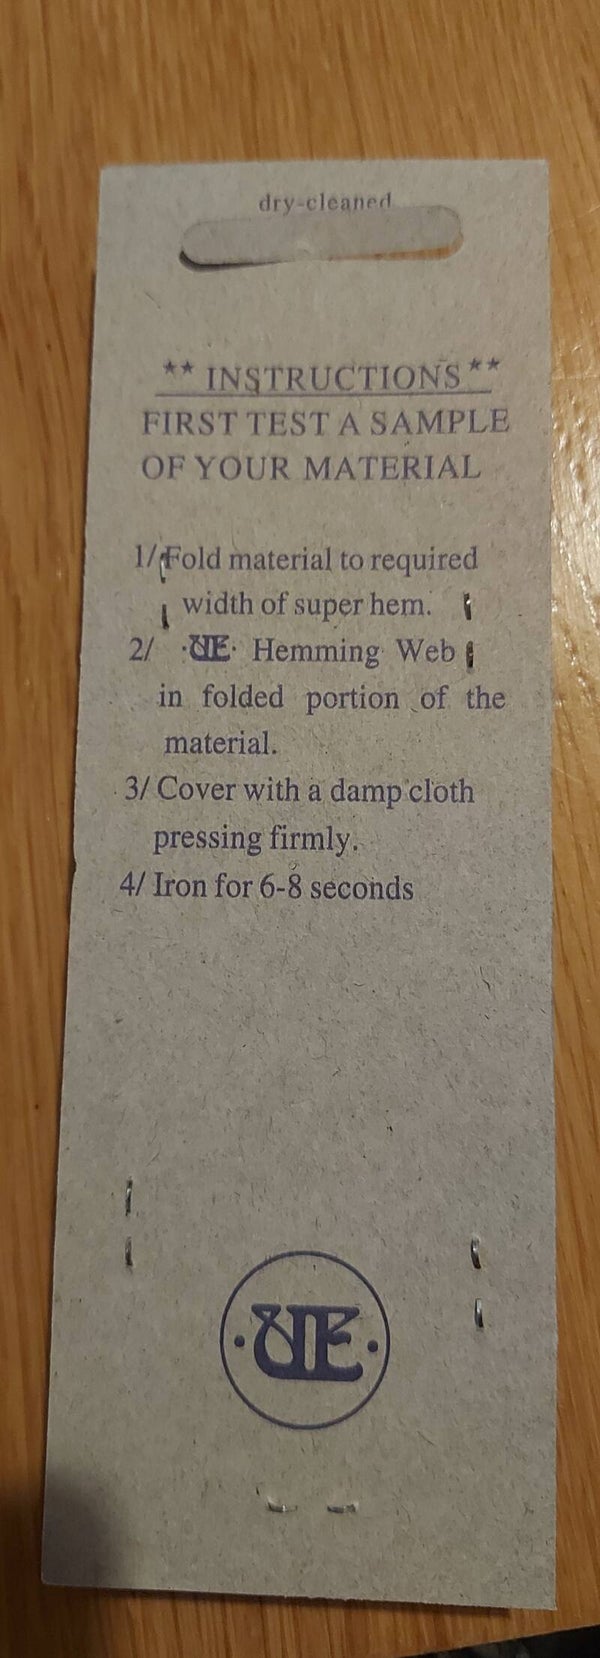 dry-cleaned
** INSTRUCTIONS **
FIRST TEST A SAMPLE
OF YOUR MATERIAL
1/ Fold material to required
width of super hem.
2/ Hemming Web
in folded portion of the
material.
3/ Cover with a damp cloth
pressing firmly.
4/ Iron for 6-8 seconds